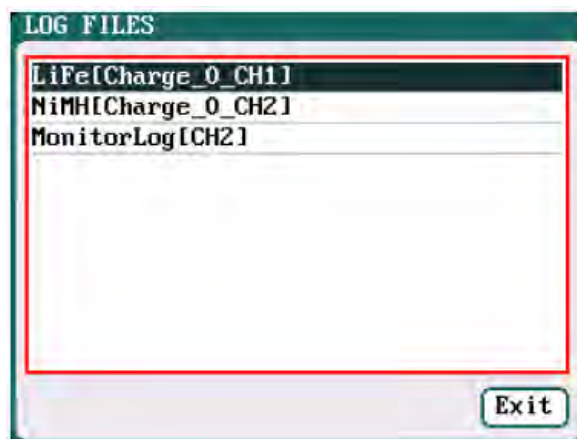 LOG FILES
LiFe[Charge_0_CH1]
NiMH[Charge_0_CH2]
MonitorLog[CH2]
Exit